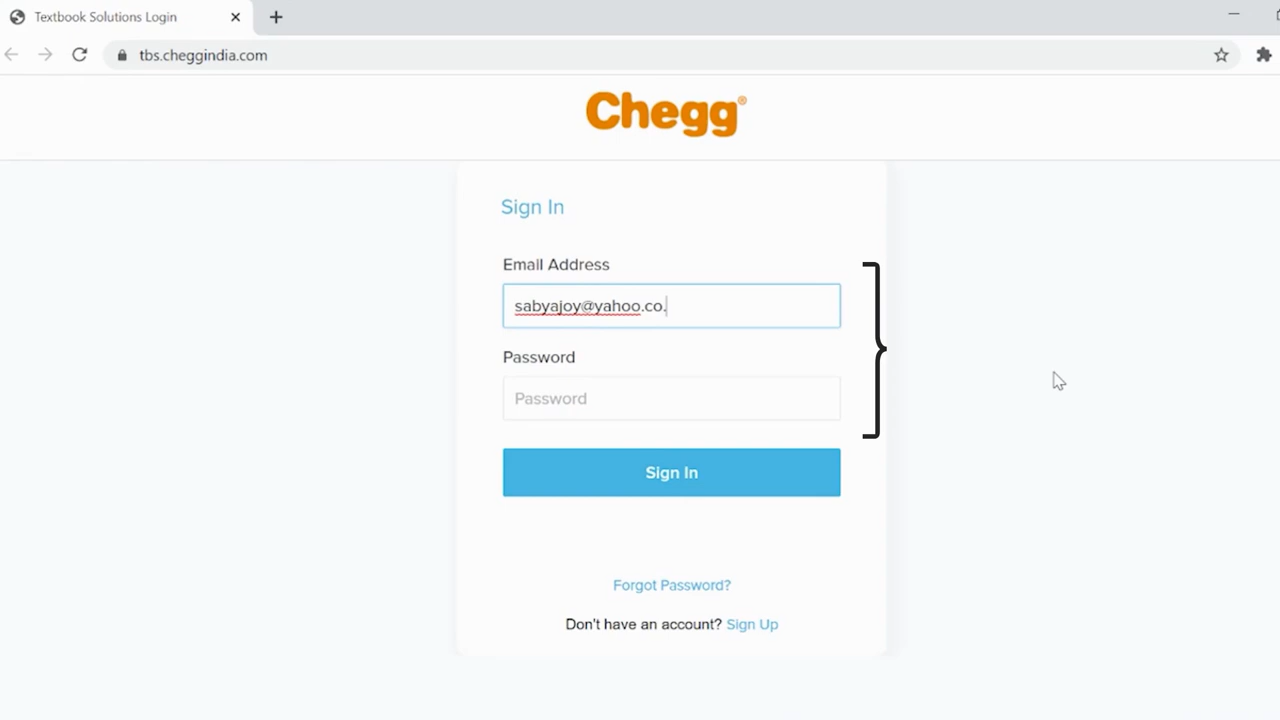 Textbook Solutions Login
tbs.cheggindia.com
Chegg®
Sign In
Email Address
sabyajoy@yahoo.co.
Password
Password
Sign In
Forgot Password?
Don't have an account? Sign Up